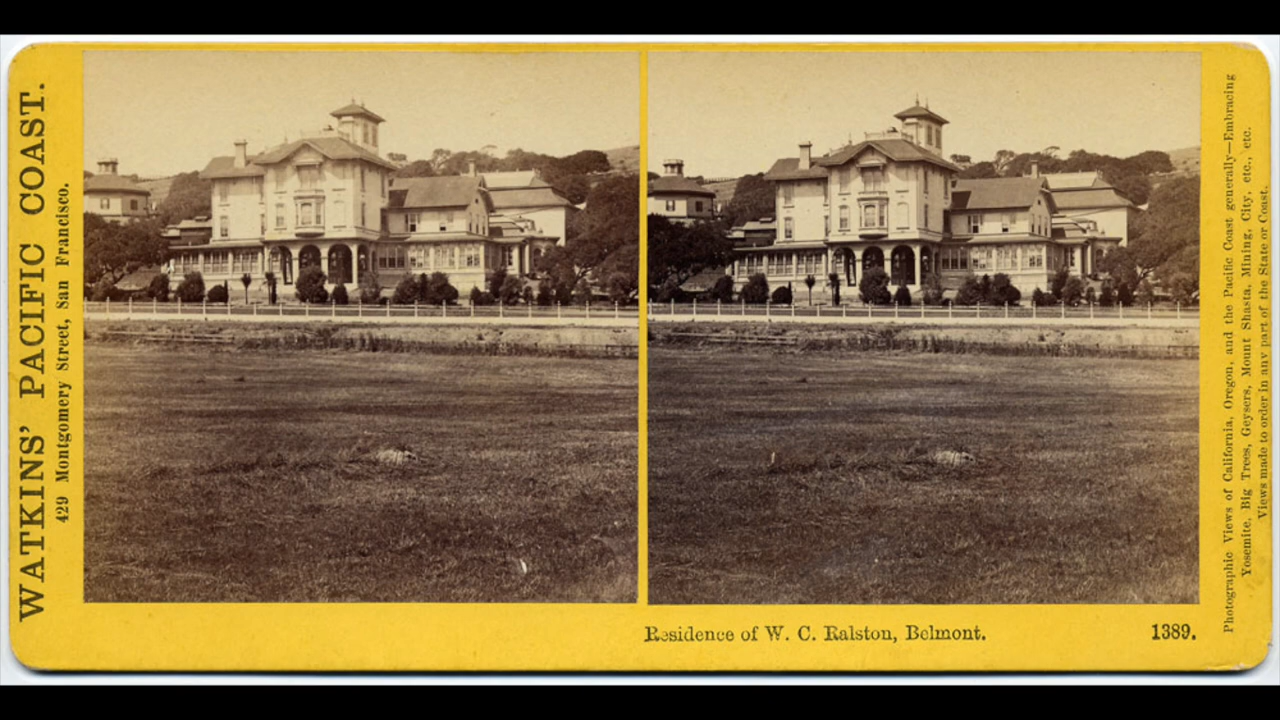 WATKINS' PACIFIC COAST.
429 Montgomery Street, San Francisco.
Residence of W. C. Ralston, Belmont.
1389.
Photographic Views of California, Oregon, and the Pacific Coast generally—Embracing
Yosemite, Big Trees, Geysers, Mount Shasta, Mining, City, etc., etc.
Views made to order in any part of the State or Coast.